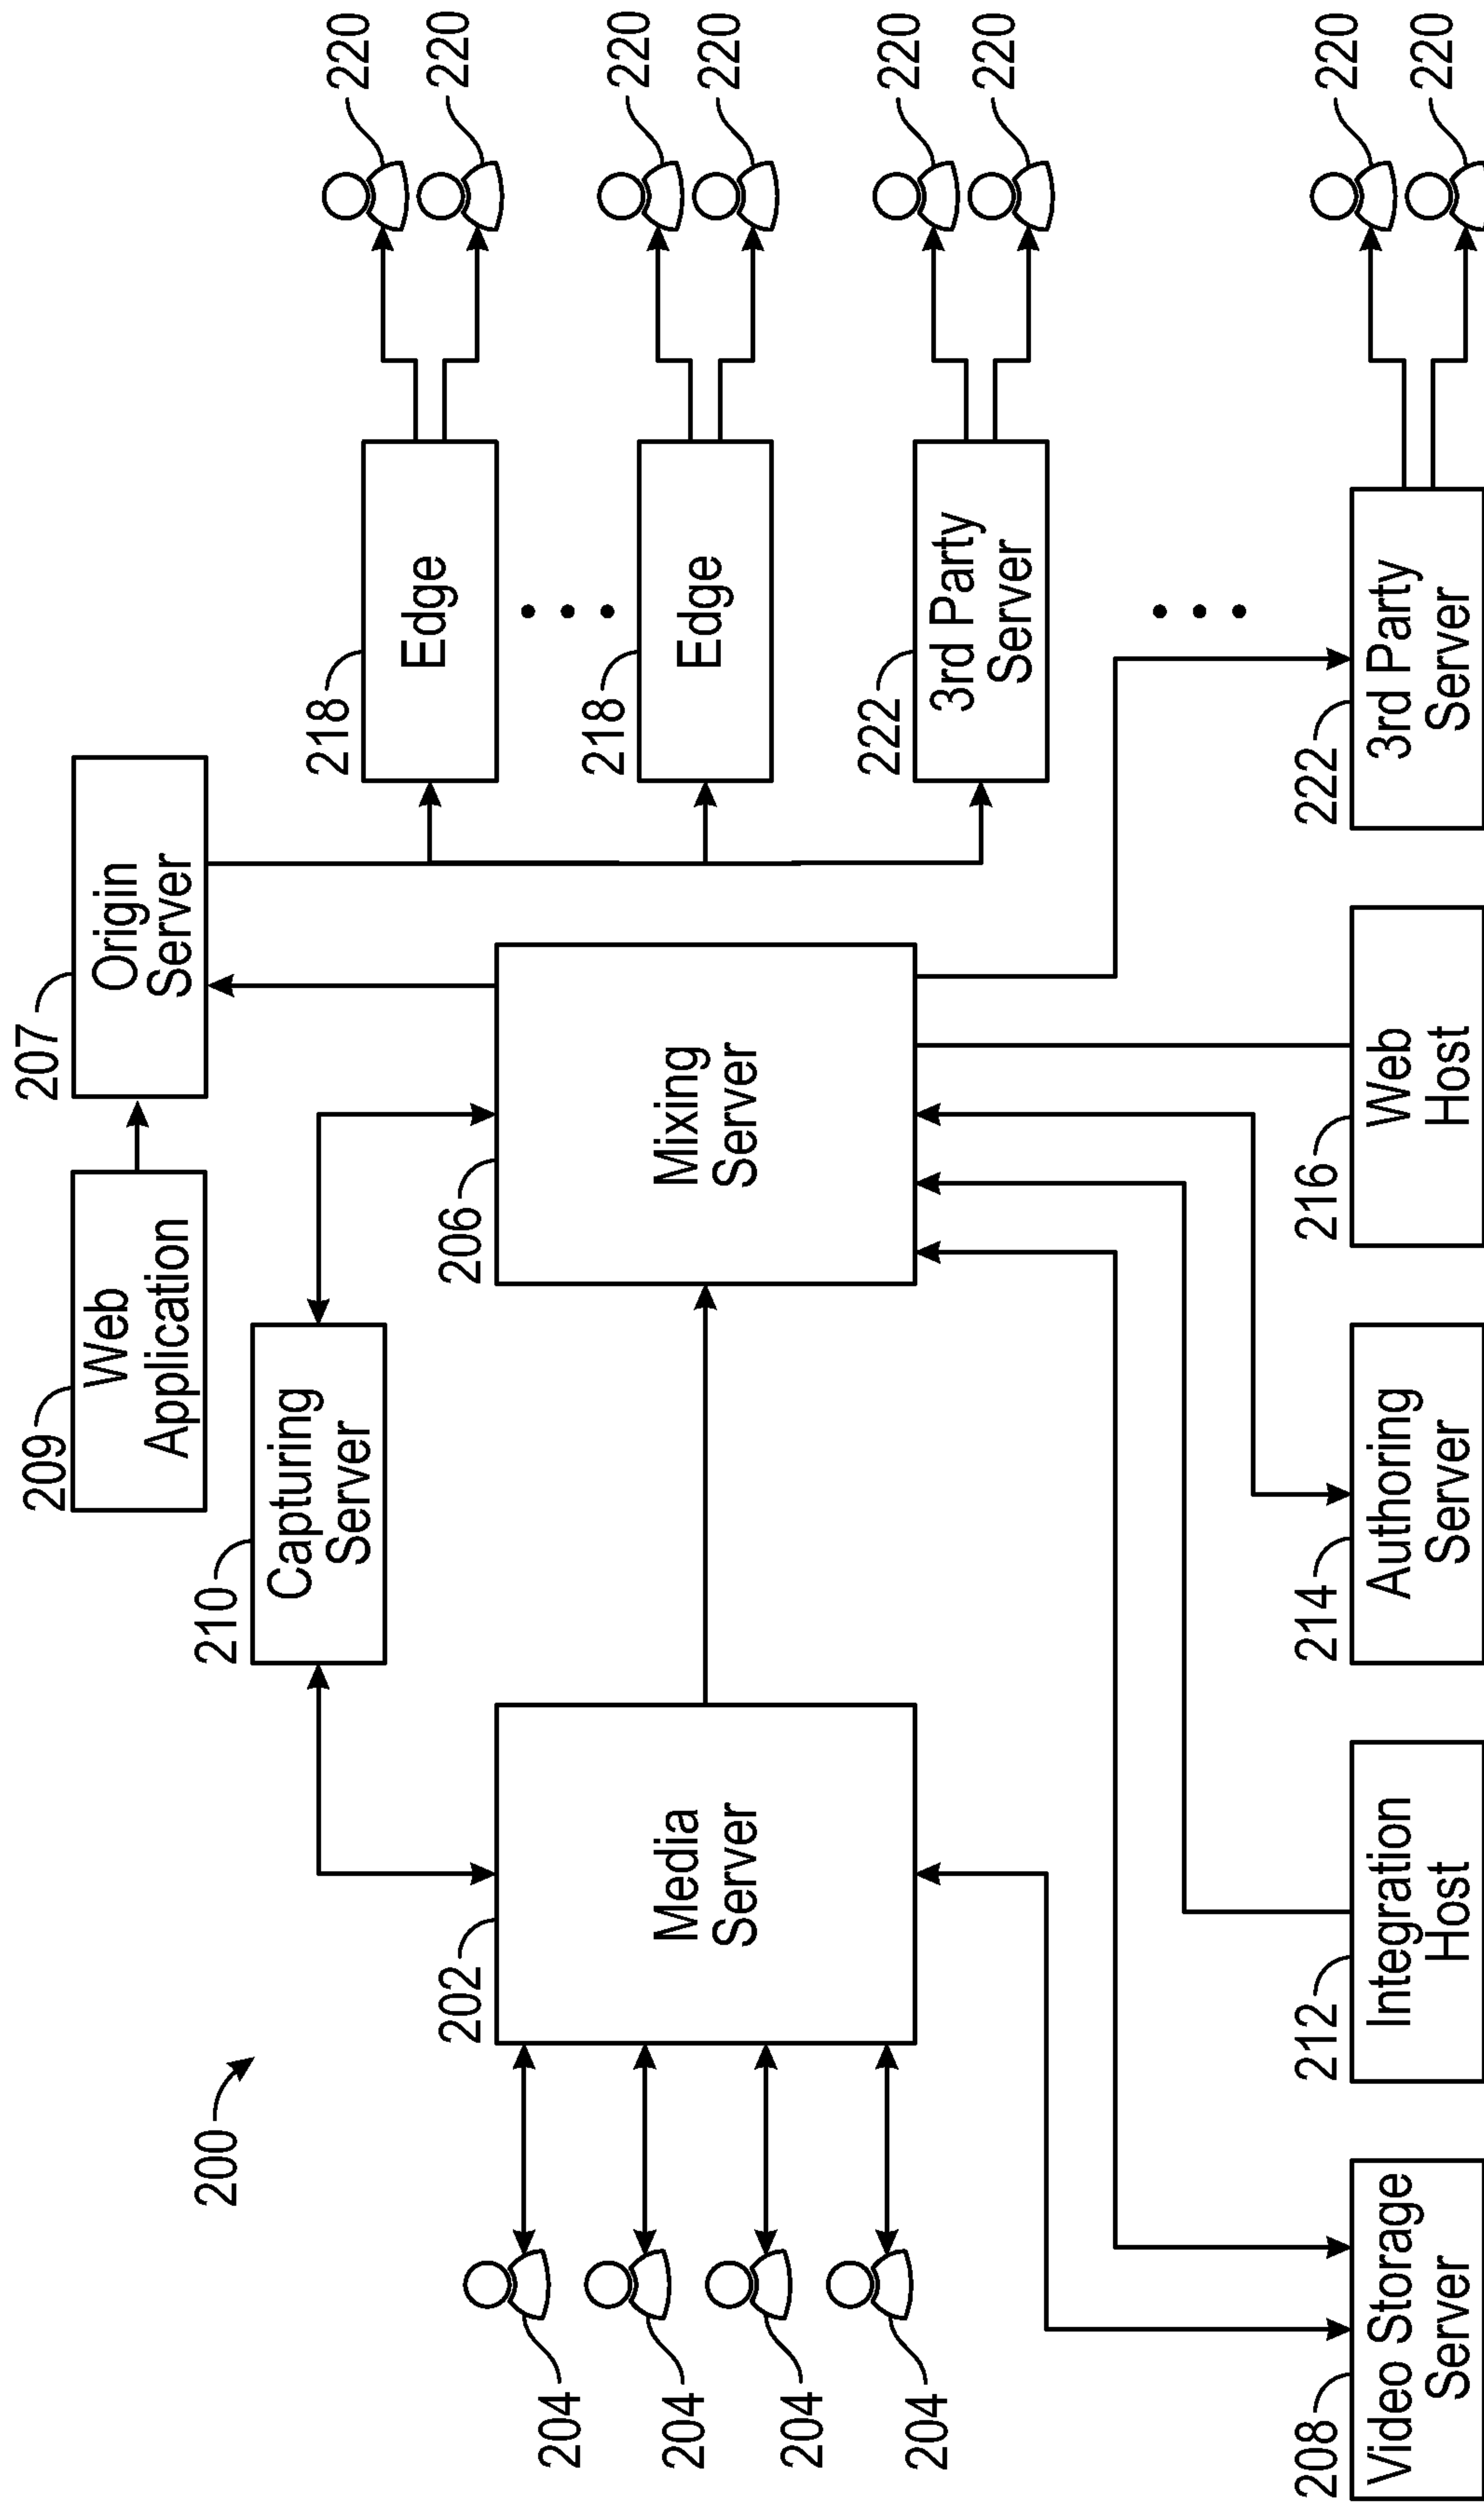 200
207
Origin
Server
209
Web
Application
210
Capturing
Server
202
Media
Server
206
Mixing
Server
204
204
204
204
218
Edge
218
Edge
222
3rd Party
Server
222
3rd Party
Server
220
220
220
220
220
220
220
220
208
Video Storage
Server
212
Integration
Host
214
Authoring
Server
216
Web
Host